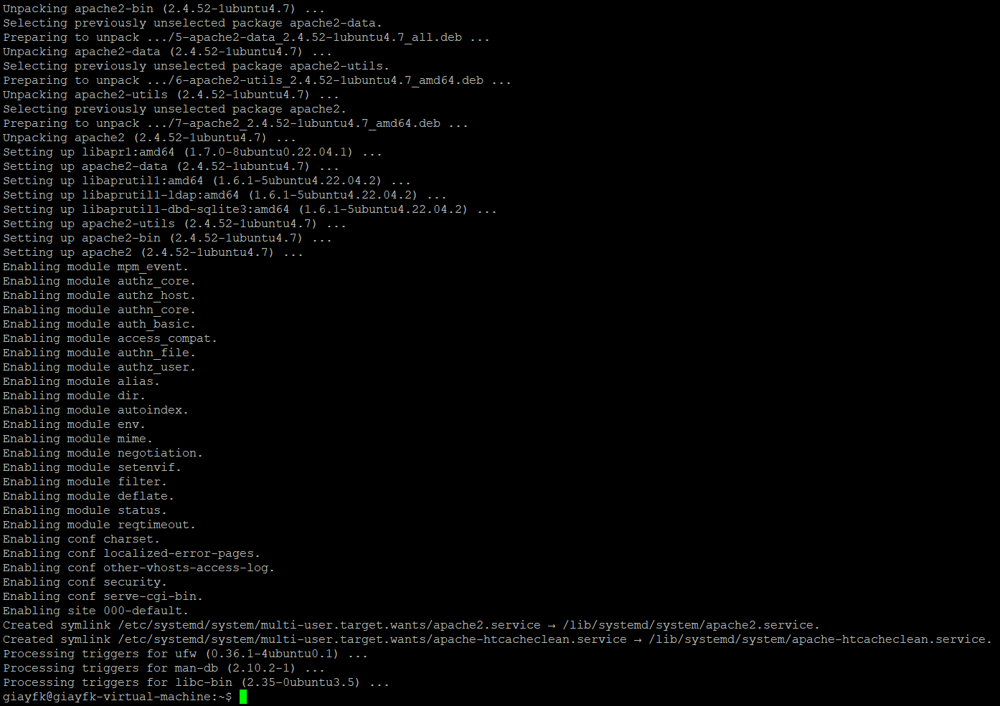 Unpacking apache2-bin (2.4.52-1ubuntu4.7) ...
Selecting previously unselected package apache2-data.
Preparing to unpack .../5-apache2-data_2.4.52-1ubuntu4.7_all.deb ...
Unpacking apache2-data (2.4.52-1ubuntu4.7) ...
Selecting previously unselected package apache2-utils.
Preparing to unpack .../6-apache2-utils_2.4.52-1ubuntu4.7_amd64.deb ...
Unpacking apache2-utils (2.4.52-1ubuntu4.7) ...
Selecting previously unselected package apache2.
Preparing to unpack .../7-apache2_2.4.52-1ubuntu4.7_amd64.deb ...
Unpacking apache2 (2.4.52-1ubuntu4.7) ...
Setting up libapr1:amd64 (1.7.0-8ubuntu0.22.04.1) ...
Setting up apache2-data (2.4.52-1ubuntu4.7) ...
Setting up libaprutil1:amd64 (1.6.1-5ubuntu4.22.04.2) ...
Setting up libaprutil1-ldap:amd64 (1.6.1-5ubuntu4.22.04.2) ...
Setting up libaprutil1-dbd-sqlite3:amd64 (1.6.1-5ubuntu4.22.04.2) ...
Setting up apache2-utils (2.4.52-1ubuntu4.7) ...
Setting up apache2-bin (2.4.52-1ubuntu4.7) ...
Setting up apache2 (2.4.52-1ubuntu4.7) ...
Enabling module mpm_event.
Enabling module authz_core.
Enabling module authz_host.
Enabling module authn_core.
Enabling module auth_basic.
Enabling module access_compat.
Enabling module authn_file.
Enabling module authz_user.
Enabling module alias.
Enabling module dir.
Enabling module autoindex.
Enabling module env.
Enabling module mime.
Enabling module negotiation.
Enabling module setenvif.
Enabling module filter.
Enabling module deflate.
Enabling module status.
Enabling module reqtimeout.
Enabling conf charset.
Enabling conf localized-error-pages.
Enabling conf other-vhosts-access-log.
Enabling conf security.
Enabling conf serve-cgi-bin.
Enabling site 000-default.
Created symlink /etc/systemd/system/multi-user.target.wants/apache2.service → /lib/systemd/system/apache2.service.
Created symlink /etc/systemd/system/multi-user.target.wants/apache-htcacheclean.service → /lib/systemd/system/apache-htcacheclean.service.
Processing triggers for ufw (0.36.1-4ubuntu0.1) ...
Processing triggers for man-db (2.10.2-1) ...
Processing triggers for libc-bin (2.35-0ubuntu3.5) ...
giayfk@giayfk-virtual-machine:~$